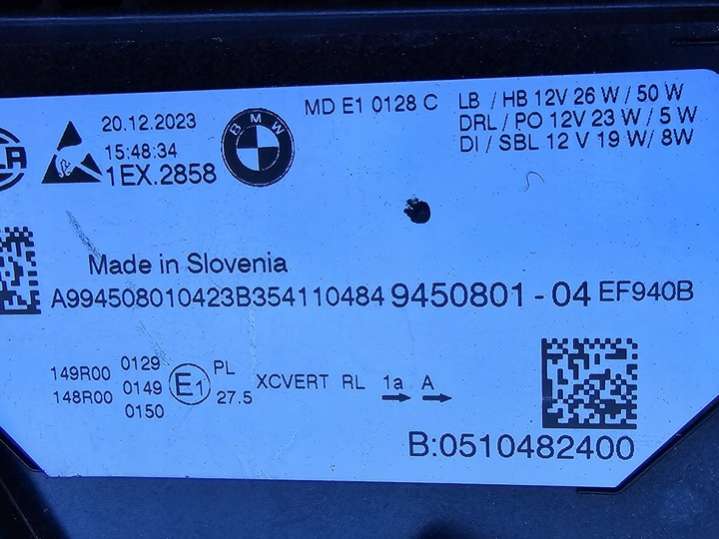 20.12.2023
15:48:34
1EX.2858
BMW
MD E1 0128 C
LB / HB 12V 26 W / 50 W
DRL / PO 12V 23 W / 5 W
DI / SBL 12 V 19 W/ 8W
Made in Slovenia
A994508010423B354110484 9450801 - 04 EF940B
149R00 0129
148R00 0149
0150
E1
PL
27.5
XCVERT RL 1a A
B:0510482400